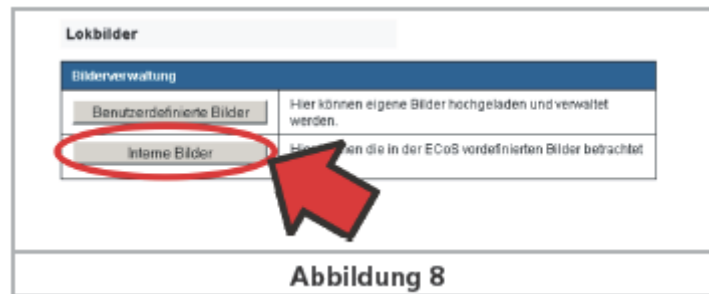 Lokbilder
Bilderverwaltung
Benutzerdefinierte Bilder
Hier können eigene Bilder hochgeladen und verwaltet
werden.
Interne Bilder
die in der ECoS vordefinierten Bilder betrachtet
Abbildung 8